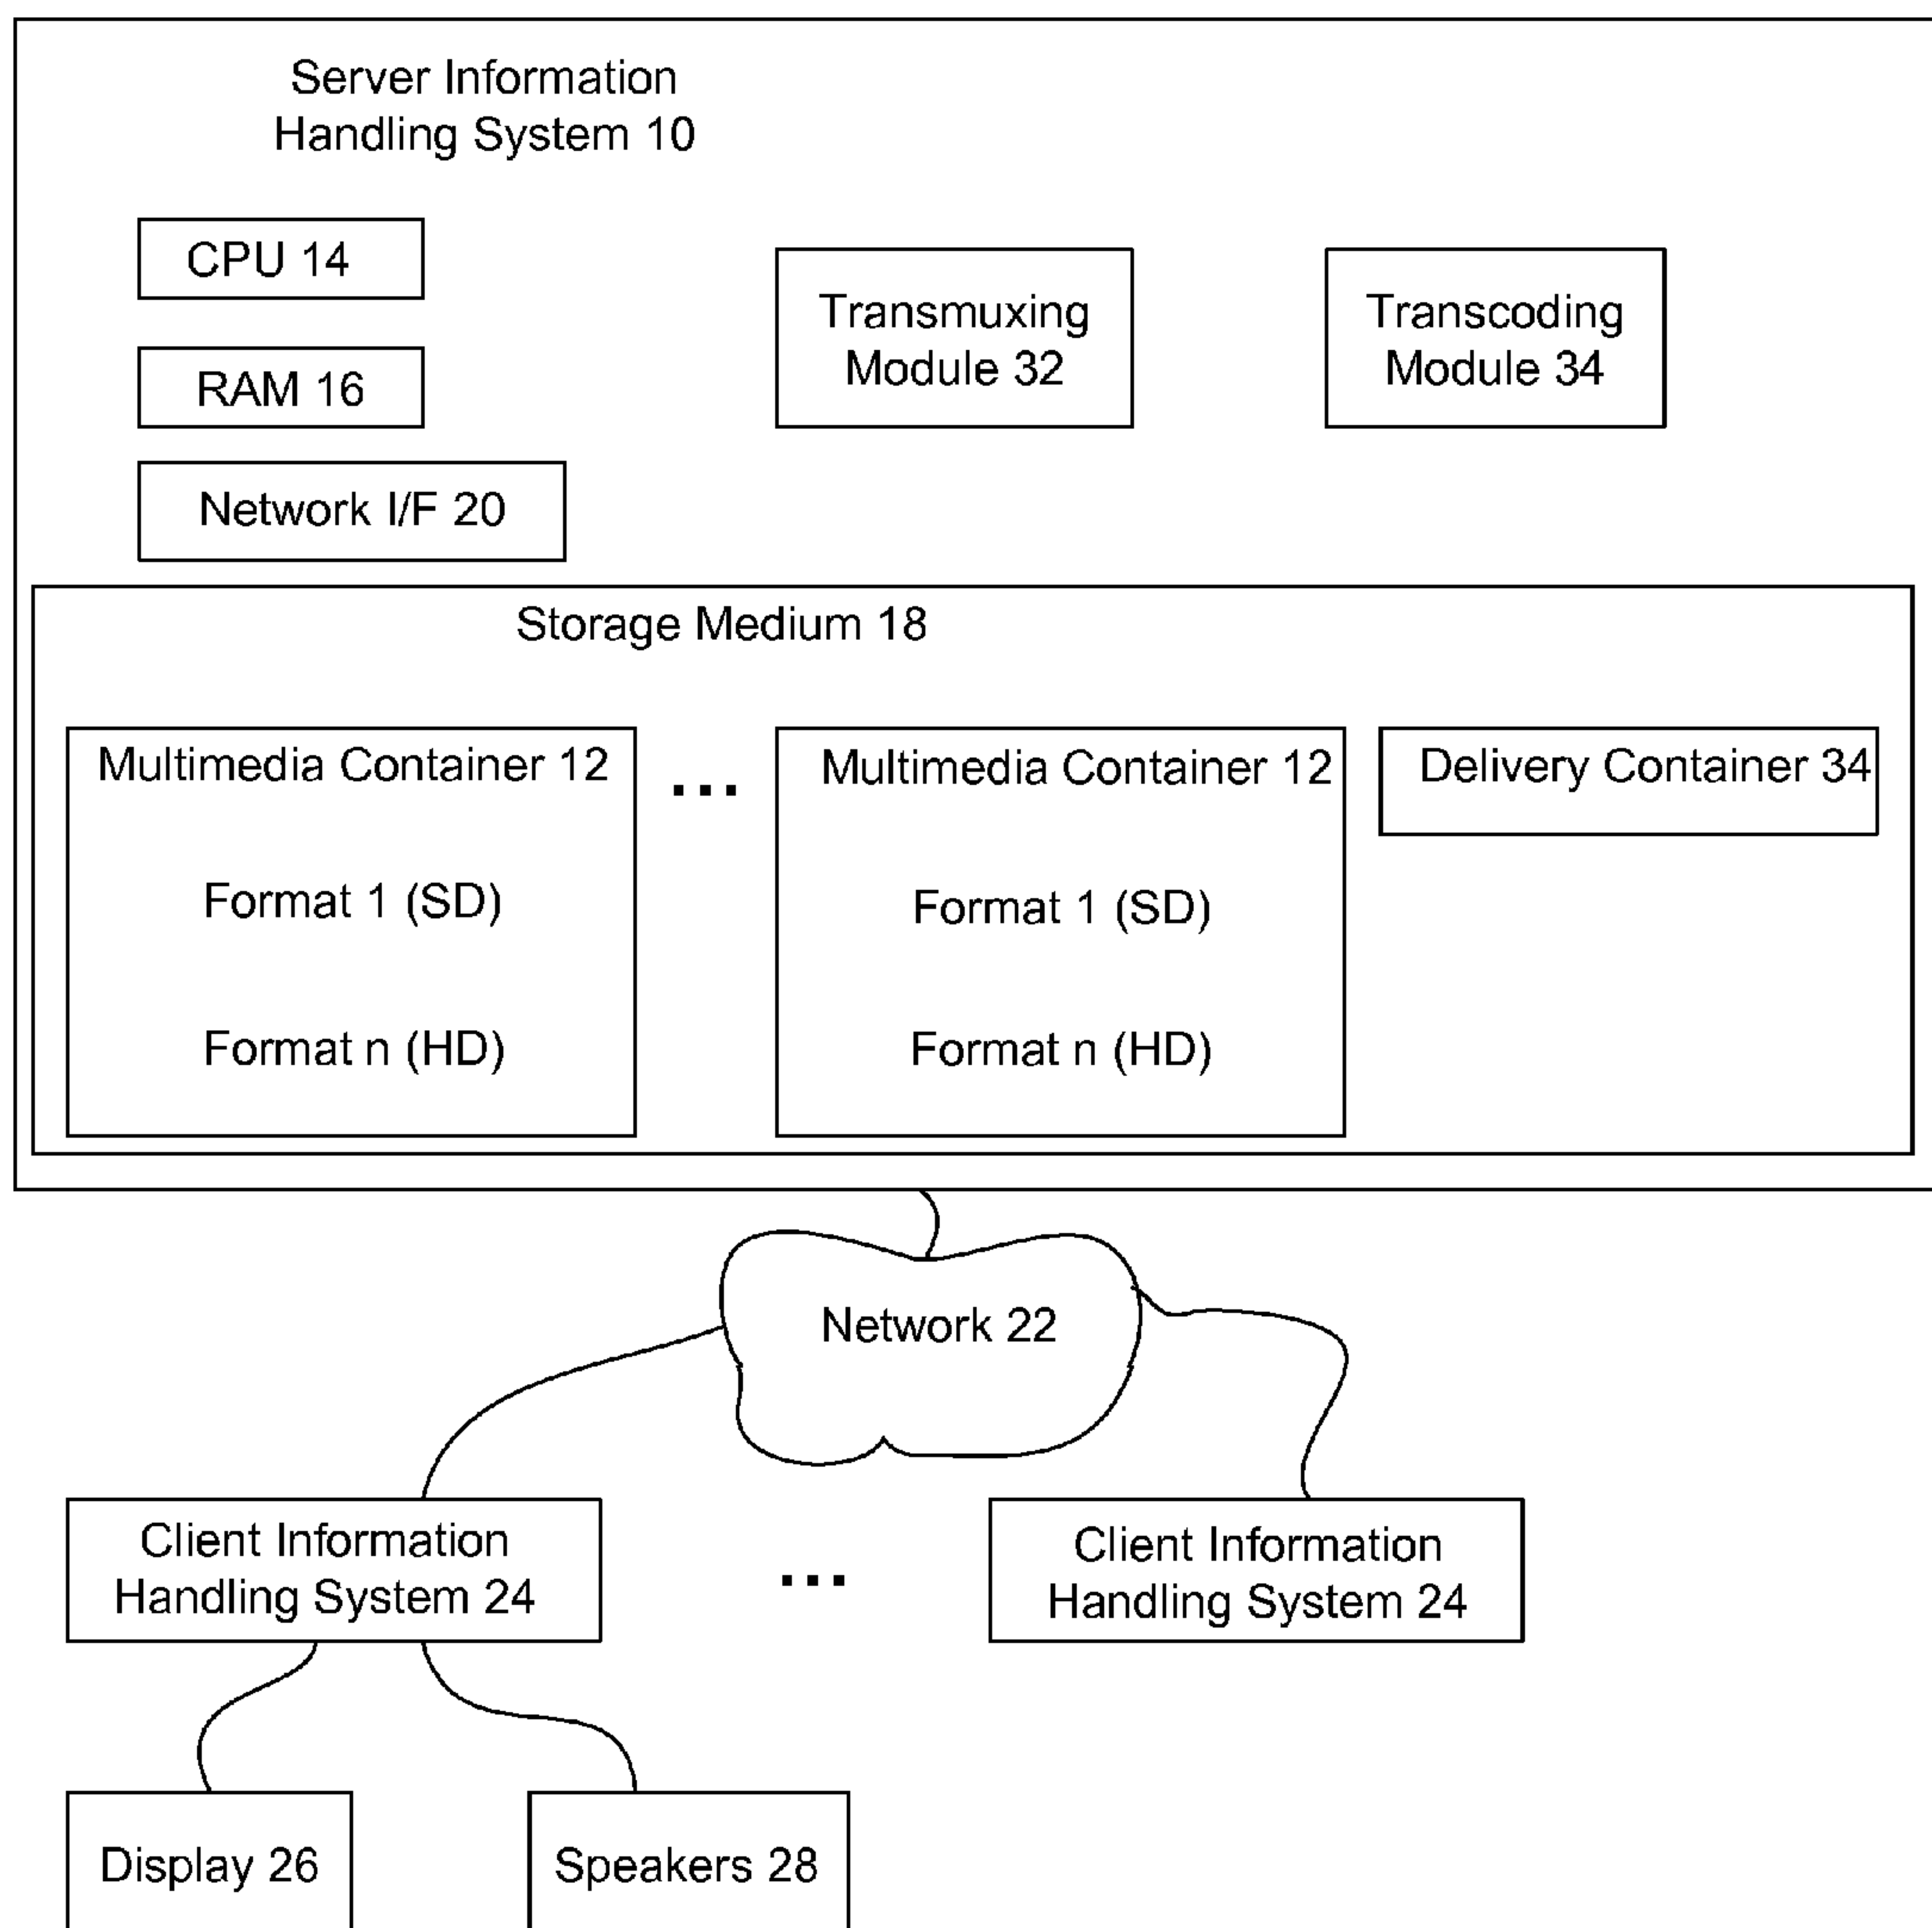 Server Information
Handling System 10
CPU 14
RAM 16
Network I/F 20
Transmuxing
Module 32
Transcoding
Module 34
Storage Medium 18
Multimedia Container 12
Format 1 (SD)
Format n (HD)
...
Multimedia Container 12
Format 1 (SD)
Format n (HD)
Delivery Container 34
Network 22
Client Information
Handling System 24
...
Client Information
Handling System 24
Display 26
Speakers 28